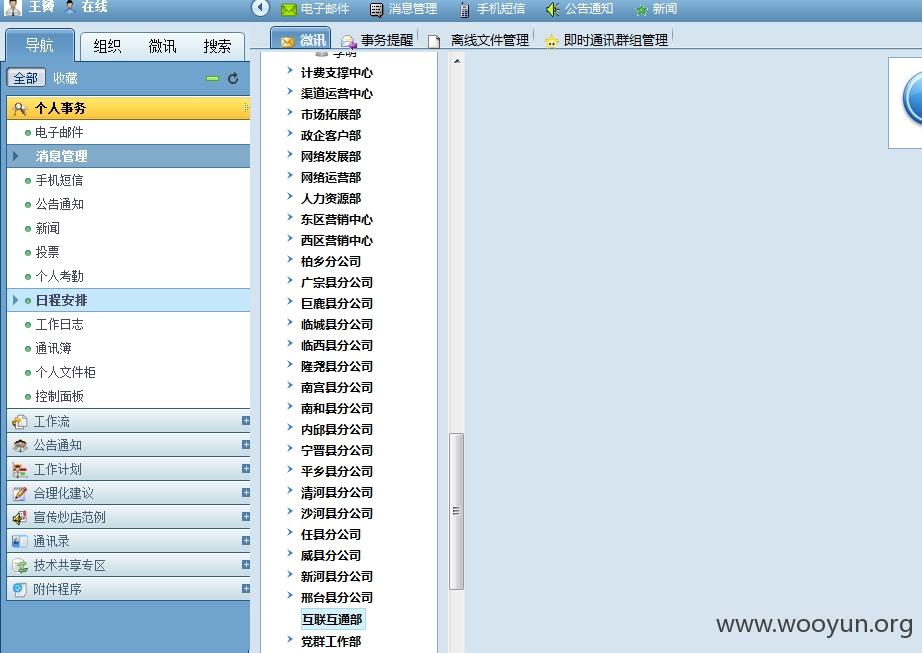 王赟 在线
电子邮件 消息管理 手机短信 公告通知 新闻
导航 组织 微讯 搜索
微讯 事务提醒 离线文件管理 即时通讯群组管理
全部 收藏
个人事务
电子邮件
消息管理
手机短信
公告通知
新闻
投票
个人考勤
日程安排
工作日志
通讯簿
个人文件柜
控制面板
工作流
公告通知
工作计划
合理化建议
宣传炒店范例
通讯录
技术共享专区
附件程序
李明
计费支撑中心
渠道运营中心
市场拓展部
政企客户部
网络发展部
网络运营部
人力资源部
东区营销中心
西区营销中心
柏乡分公司
广宗县分公司
巨鹿县分公司
临城县分公司
临西县分公司
隆尧县分公司
南宫县分公司
南和县分公司
内邱县分公司
宁晋县分公司
平乡县分公司
清河县分公司
沙河县分公司
任县分公司
威县分公司
新河县分公司
邢台县分公司
互联互通部
党群工作部
www.wooyun.org